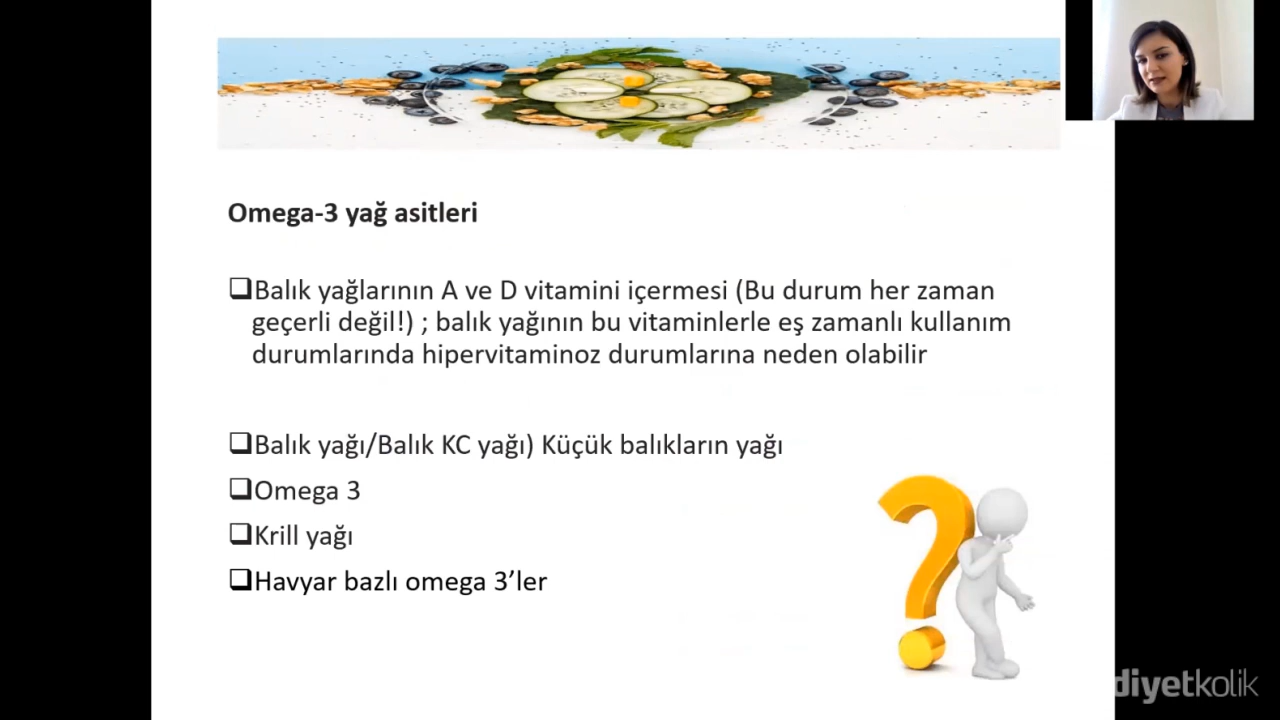 Omega-3 yağ asitleri
❑Balık yağlarının A ve D vitamini içermesi (Bu durum her zaman
geçerli değil!) ; balık yağının bu vitaminlerle eş zamanlı kullanım
durumlarında hipervitaminoz durumlarına neden olabilir
❑Balık yağı/Balık KC yağı) Küçük balıkların yağı
❑Omega 3
❑Krill yağı
❑Havyar bazlı omega 3’ler
diyetkolik